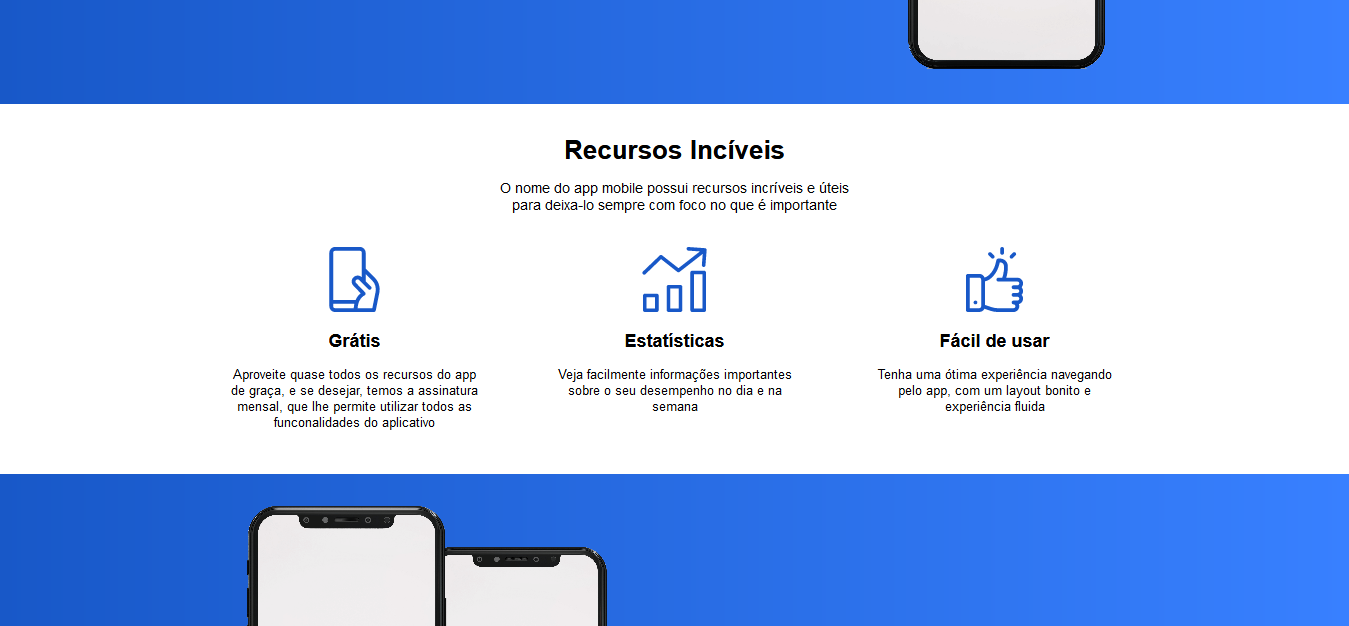 Recursos Incíveis
O nome do app mobile possui recursos incríveis e úteis
para deixa-lo sempre com foco no que é importante
Grátis
Aproveite quase todos os recursos do app
de graça, e se desejar, temos a assinatura
mensal, que lhe permite utilizar todos as
funconalidades do aplicativo
Estatísticas
Veja facilmente informações importantes
sobre o seu desempenho no dia e na
semana
Fácil de usar
Tenha uma ótima experiência navegando
pelo app, com um layout bonito e
experiência fluida